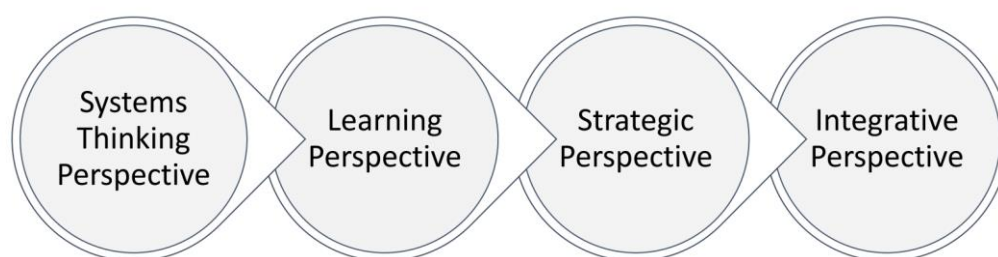 Systems
Thinking
Perspective
Learning
Perspective
Strategic
Perspective
Integrative
Perspective